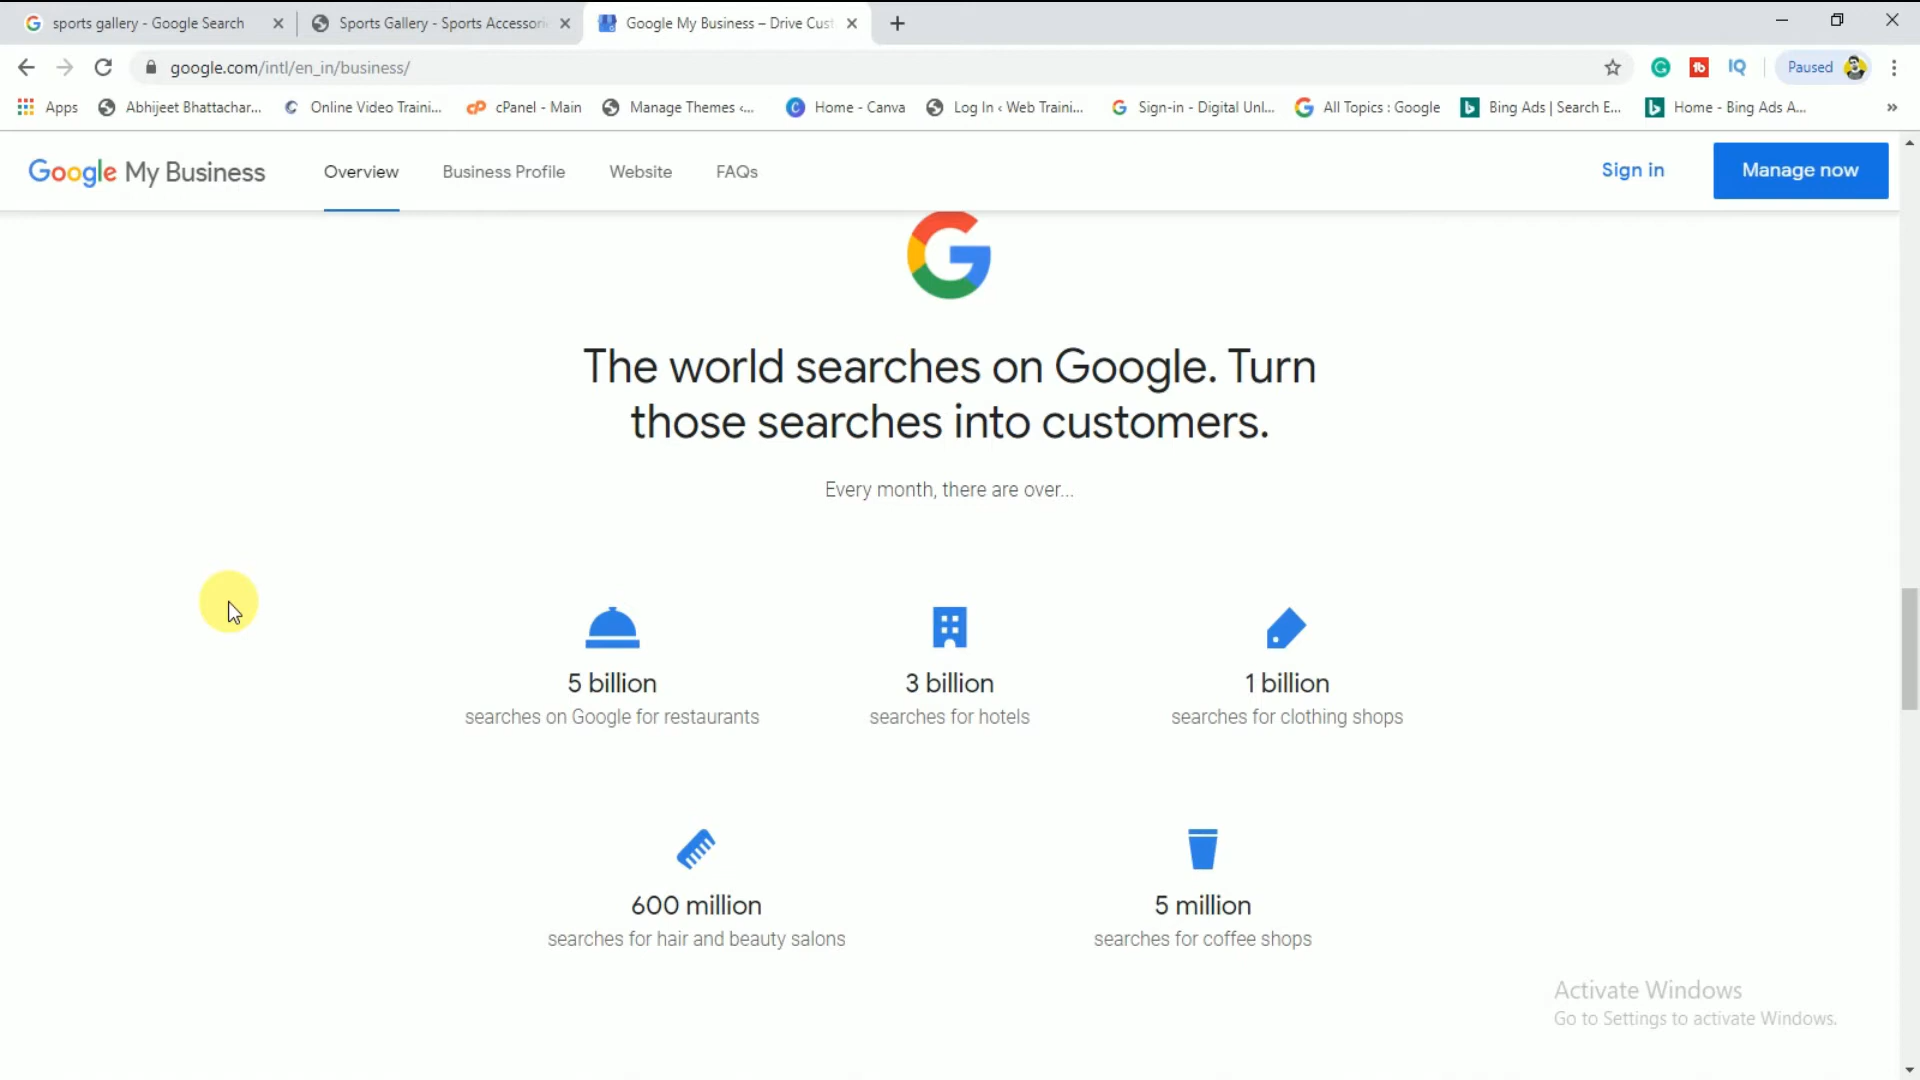 sports gallery - Google Search
Sports Gallery - Sports Accessori
Google My Business – Drive Cust
google.com/intl/en_in/business/
Paused
Apps
Abhijeet Bhattachar...
Online Video Traini...
cPanel - Main
Manage Themes ‹...
Home - Canva
Log In ‹ Web Traini...
Sign-in - Digital Unl...
All Topics : Google
Bing Ads | Search E...
Home - Bing Ads A...
Google My Business
Overview
Business Profile
Website
FAQs
Sign in
Manage now
The world searches on Google. Turn
those searches into customers.
Every month, there are over...
5 billion
searches on Google for restaurants
3 billion
searches for hotels
1 billion
searches for clothing shops
600 million
searches for hair and beauty salons
5 million
searches for coffee shops
Activate Windows
Go to Settings to activate Windows.